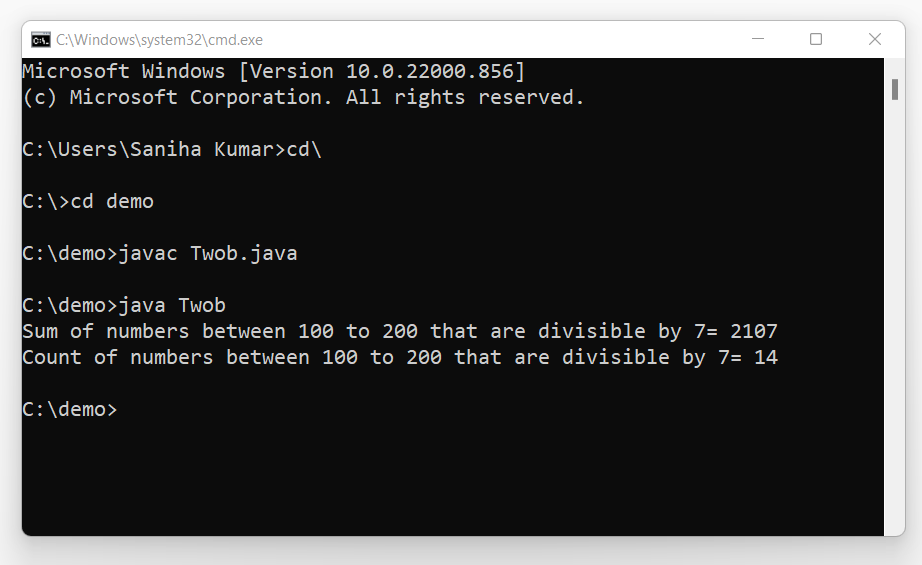 C:\Windows\system32\cmd.exe
Microsoft Windows [Version 10.0.22000.856]
(c) Microsoft Corporation. All rights reserved.
C:\Users\Saniha Kumar>cd\
C:\>cd demo
C:\demo>javac Twob.java
C:\demo>java Twob
Sum of numbers between 100 to 200 that are divisible by 7= 2107
Count of numbers between 100 to 200 that are divisible by 7= 14
C:\demo>